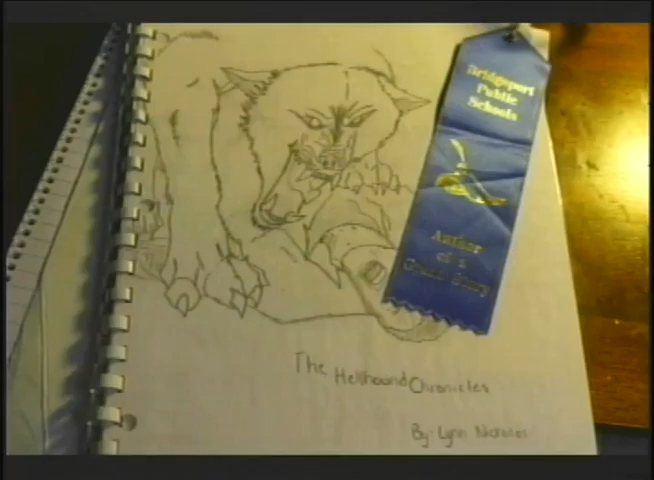 Bridgeport
Public
Schools
Author
of a
Great Story
The Hellhound Chronicles
By: Lynn Nicholas